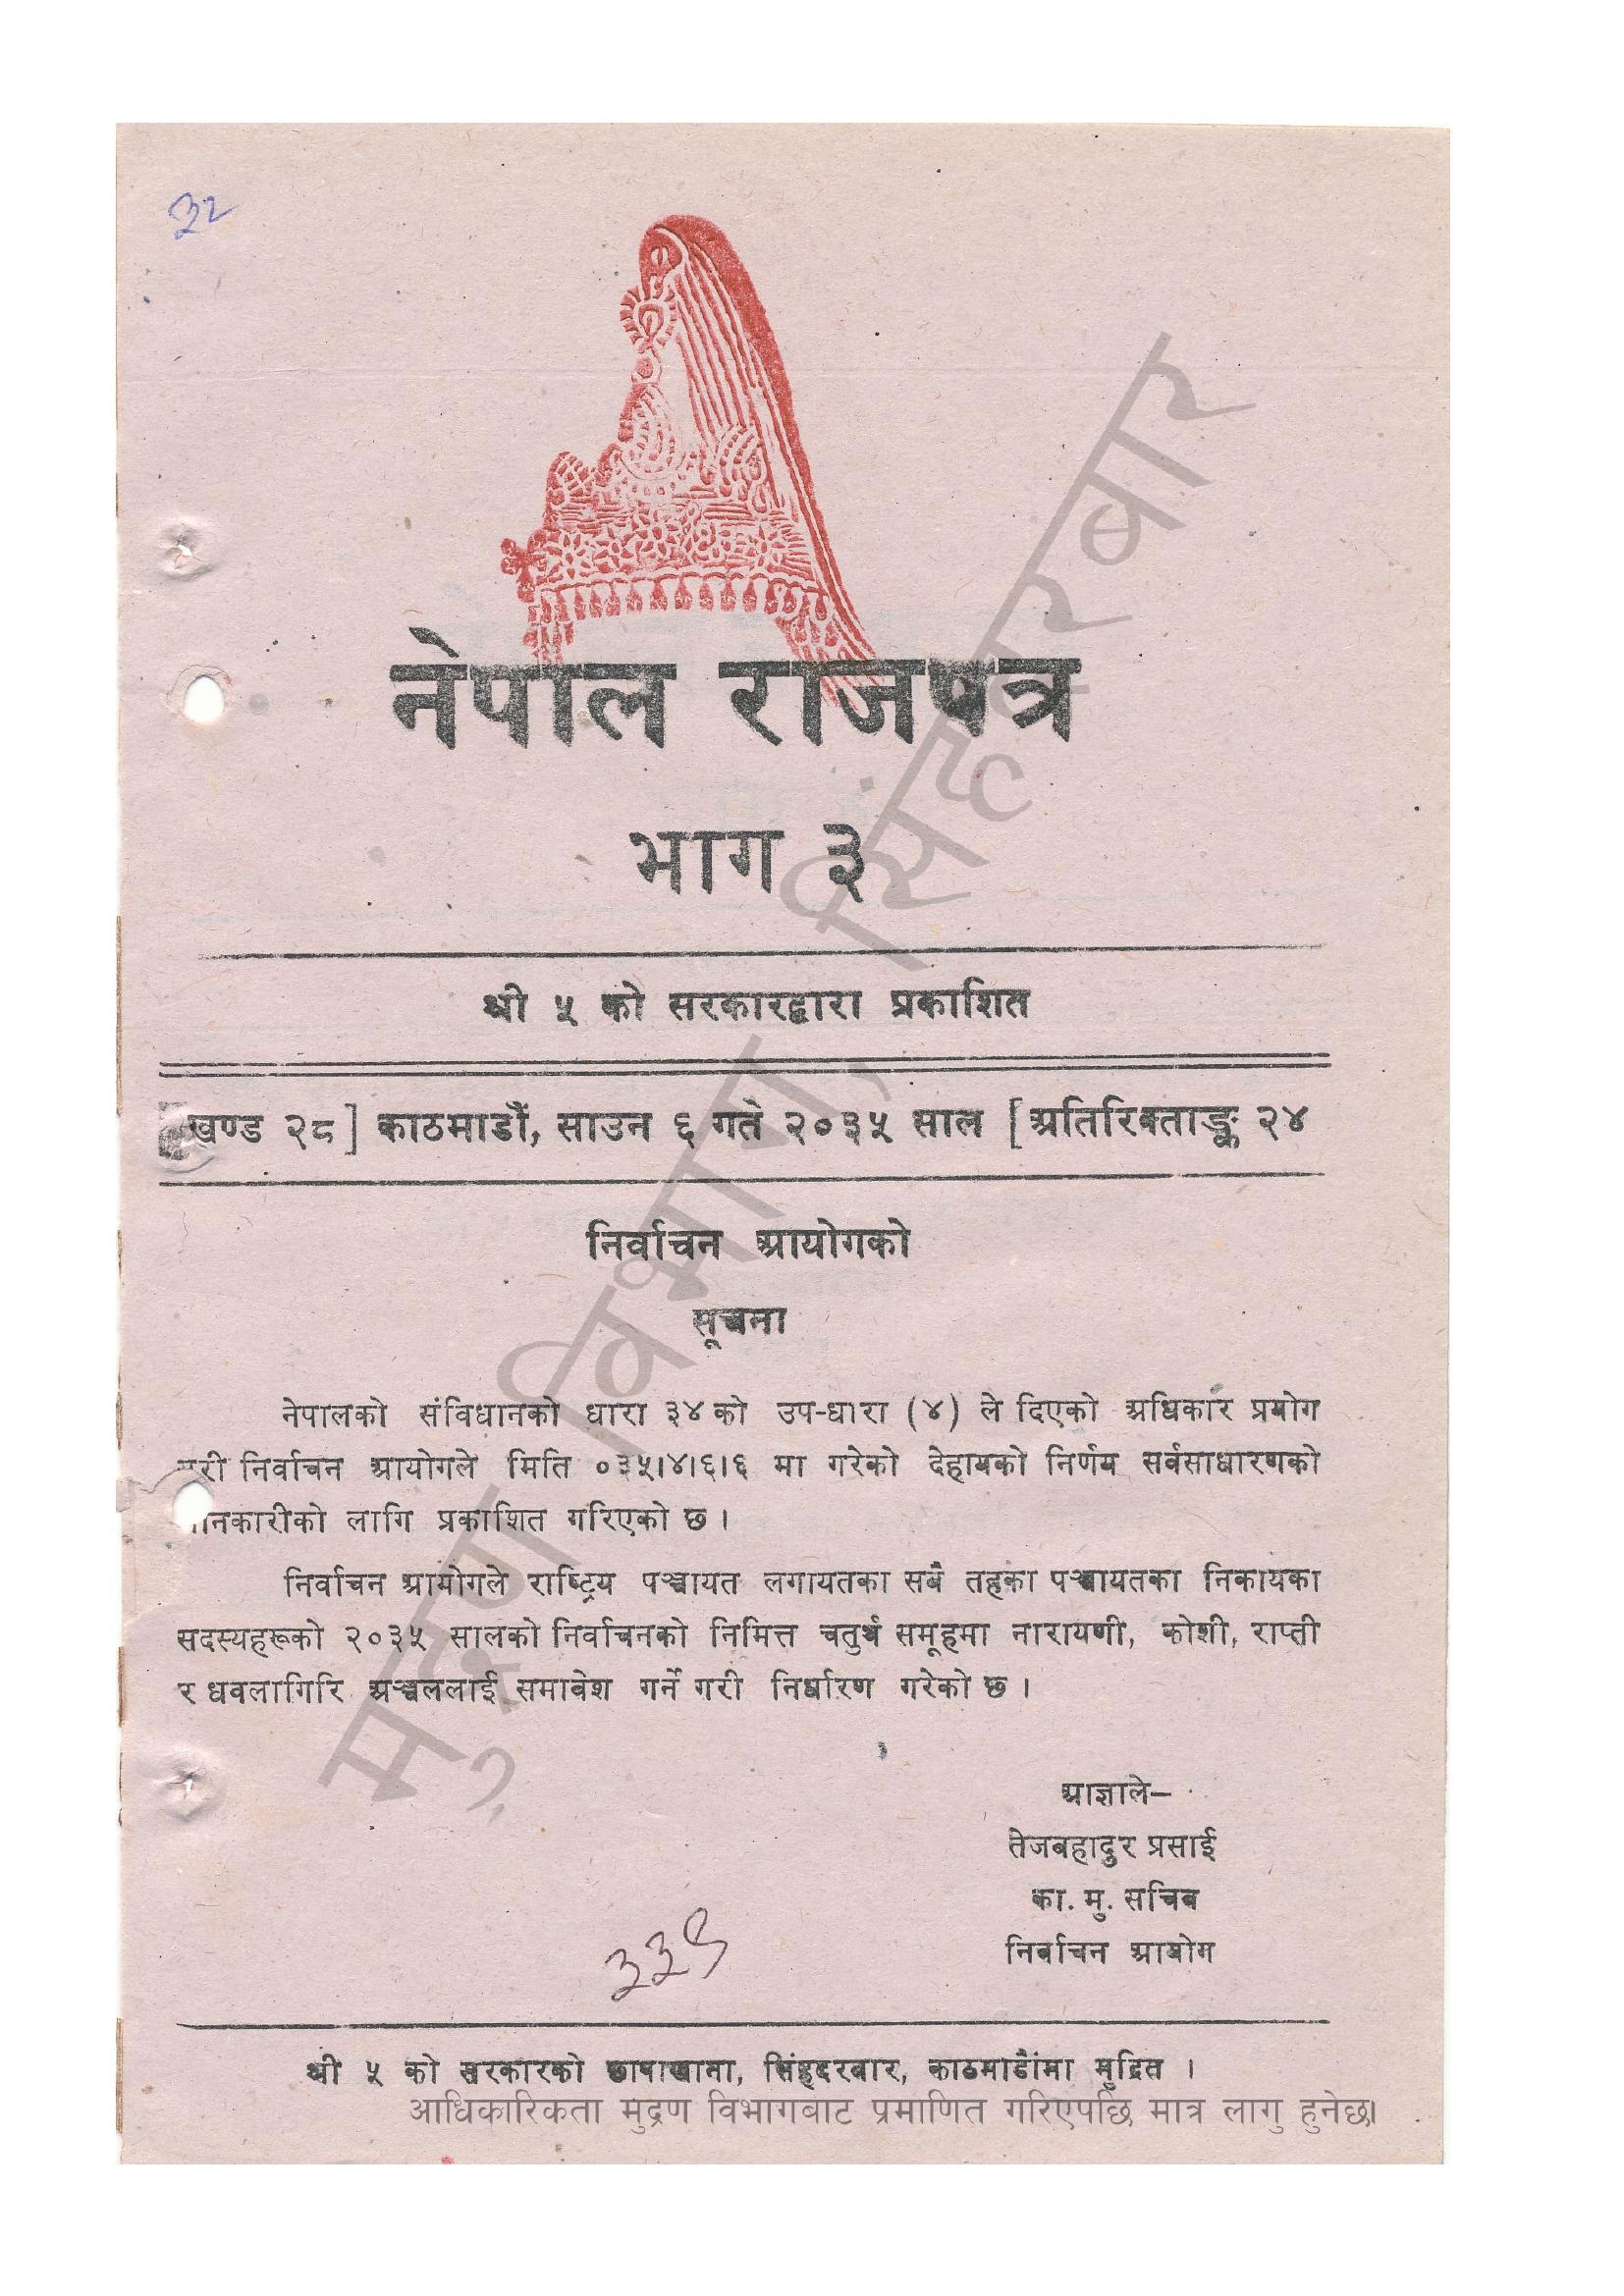 ३२
नेपाल राजपत्र
भाग ३
श्री ५ को सरकारद्वारा प्रकाशित
खण्ड २८] काठमाडौं, साउन ६ गते २०३५ साल [अतिरिक्ताङ्क २४
निर्वाचन आयोगको
सूचना
नेपालको संविधानको धारा ३४ को उप-धारा (४) ले दिएको अधिकार प्रयोग
गरी निर्वाचन आयोगले मिति ०३५।४।६।६ मा गरेको देहायको निर्णय सर्वसाधारणको
जानकारीको लागि प्रकाशित गरिएको छ ।
निर्वाचन आयोगले राष्ट्रिय पञ्चायत लगायतका सबै तहका पञ्चायतका निकायका
सदस्यहरूको २०३५ सालको निर्वाचनको निमित्त चतुर्थ समूहमा नारायणी, कोशी, राप्ती
र धवलागिरि अञ्चललाई समावेश गर्ने गरी निर्धारण गरेको छ ।
आज्ञाले–
तेजबहादुर प्रसाई
का. मु. सचिव
निर्वाचन आयोग
श्री ५ को सरकारको छापाखाना, सिंहदरबार, काठमाडौंमा मुद्रित ।
आधिकारिकता मुद्रण विभागबाट प्रमाणित गरिएपछि मात्र लागु हुनेछ।
मुद्रण विभाग, सिंहदरबार